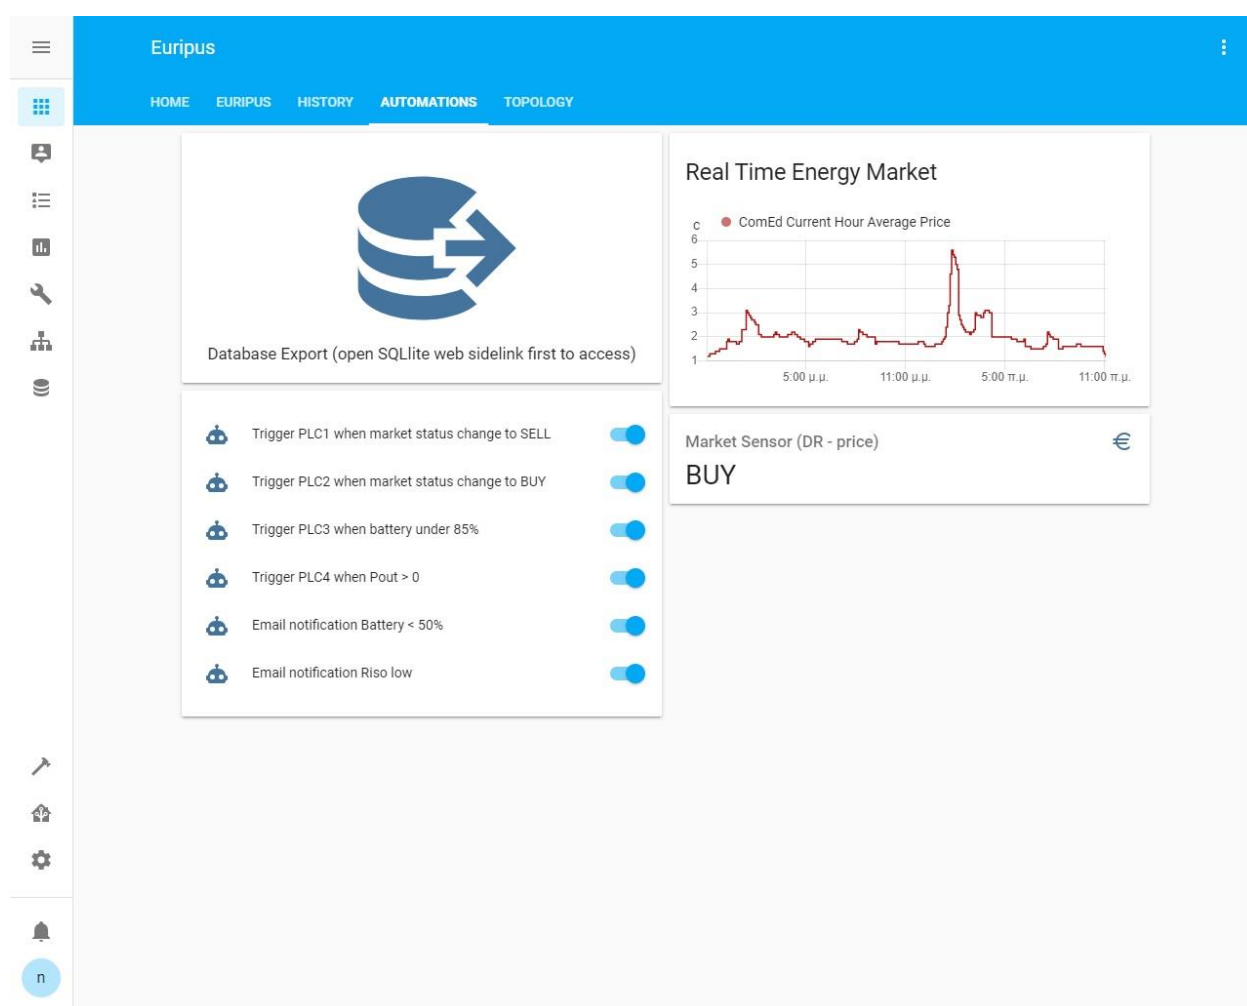 Euripus
HOME EURIPUS HISTORY AUTOMATIONS TOPOLOGY
Database Export (open SQLlite web sidelink first to access)
Trigger PLC1 when market status change to SELL
Trigger PLC2 when market status change to BUY
Trigger PLC3 when battery under 85%
Trigger PLC4 when Pout > 0
Email notification Battery < 50%
Email notification Riso low
Real Time Energy Market
c
ComEd Current Hour Average Price
6
5
4
3
2
1
5:00 μ.μ. 11:00 μ.μ. 5:00 π.μ. 11:00 π.μ.
Market Sensor (DR - price)
€
BUY
n